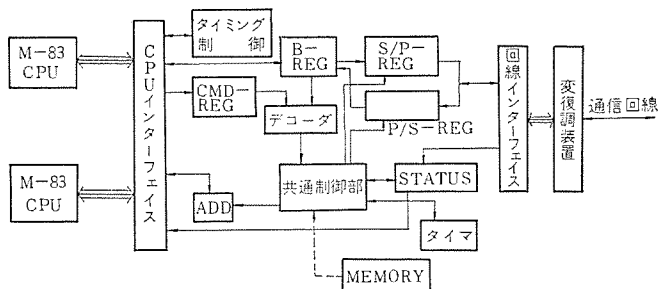 M-83
CPU
M-83
CPU
CPUインターフェイス
タイミング
制御
B-
REG
S/P-
REG
CMD-
REG
デコーダ
P/S-REG
共通制御部
STATUS
ADD
タイマ
MEMORY
回線インターフェイス
変復調装置
通信回線